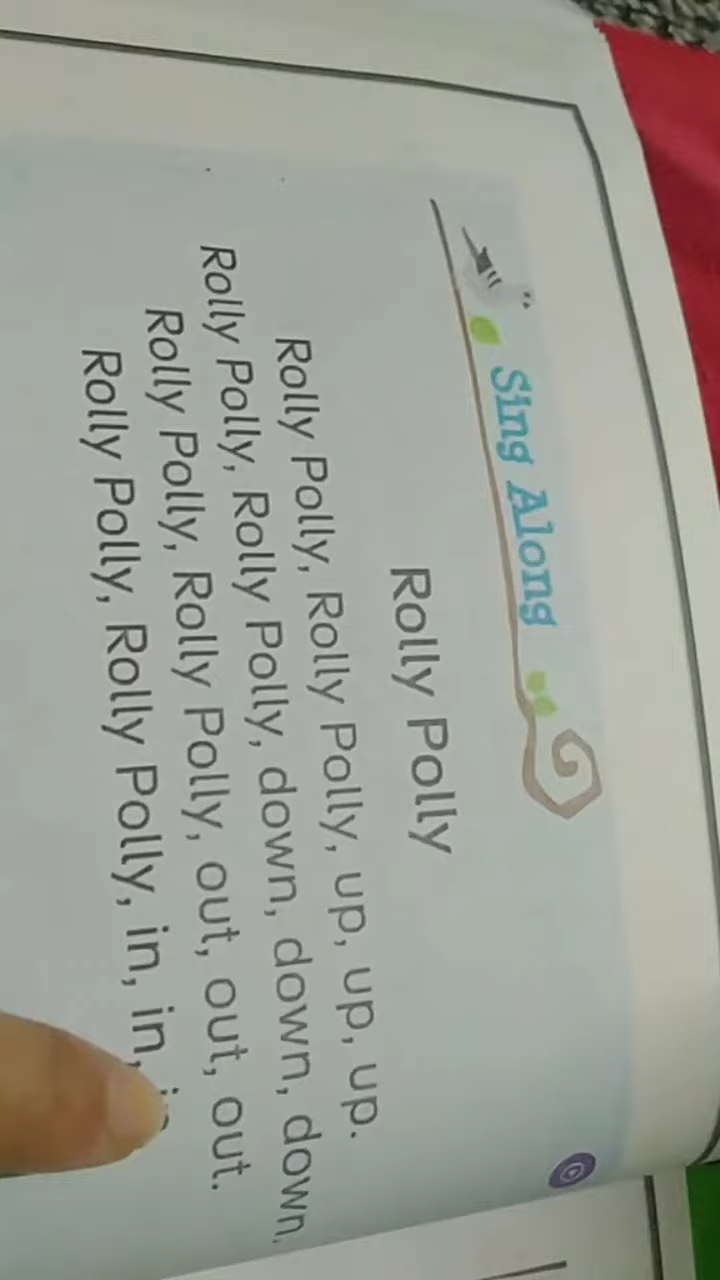 Sing Along
Rolly Polly
Rolly Polly, Rolly Polly, up, up, up.
Rolly Polly, Rolly Polly, down, down, down.
Rolly Polly, Rolly Polly, out, out, out.
Rolly Polly, Rolly Polly, in, in,